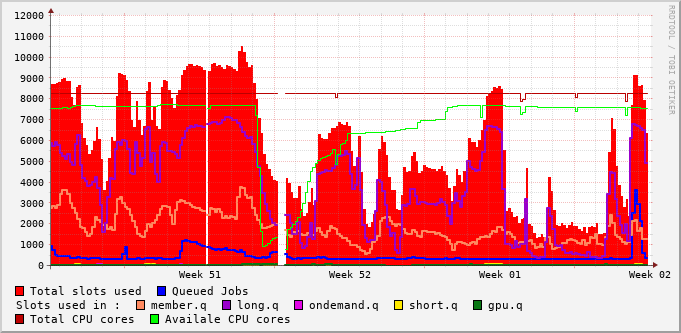 12000
11000
10000
9000
8000
7000
6000
5000
4000
3000
2000
1000
0
Week 51 Week 52 Week 01 Week 02
Total slots used Queued Jobs
Slots used in : member.q long.q ondemand.q short.q gpu.q
Total CPU cores Availale CPU cores
RRDTOOL / TOBI OETIKER